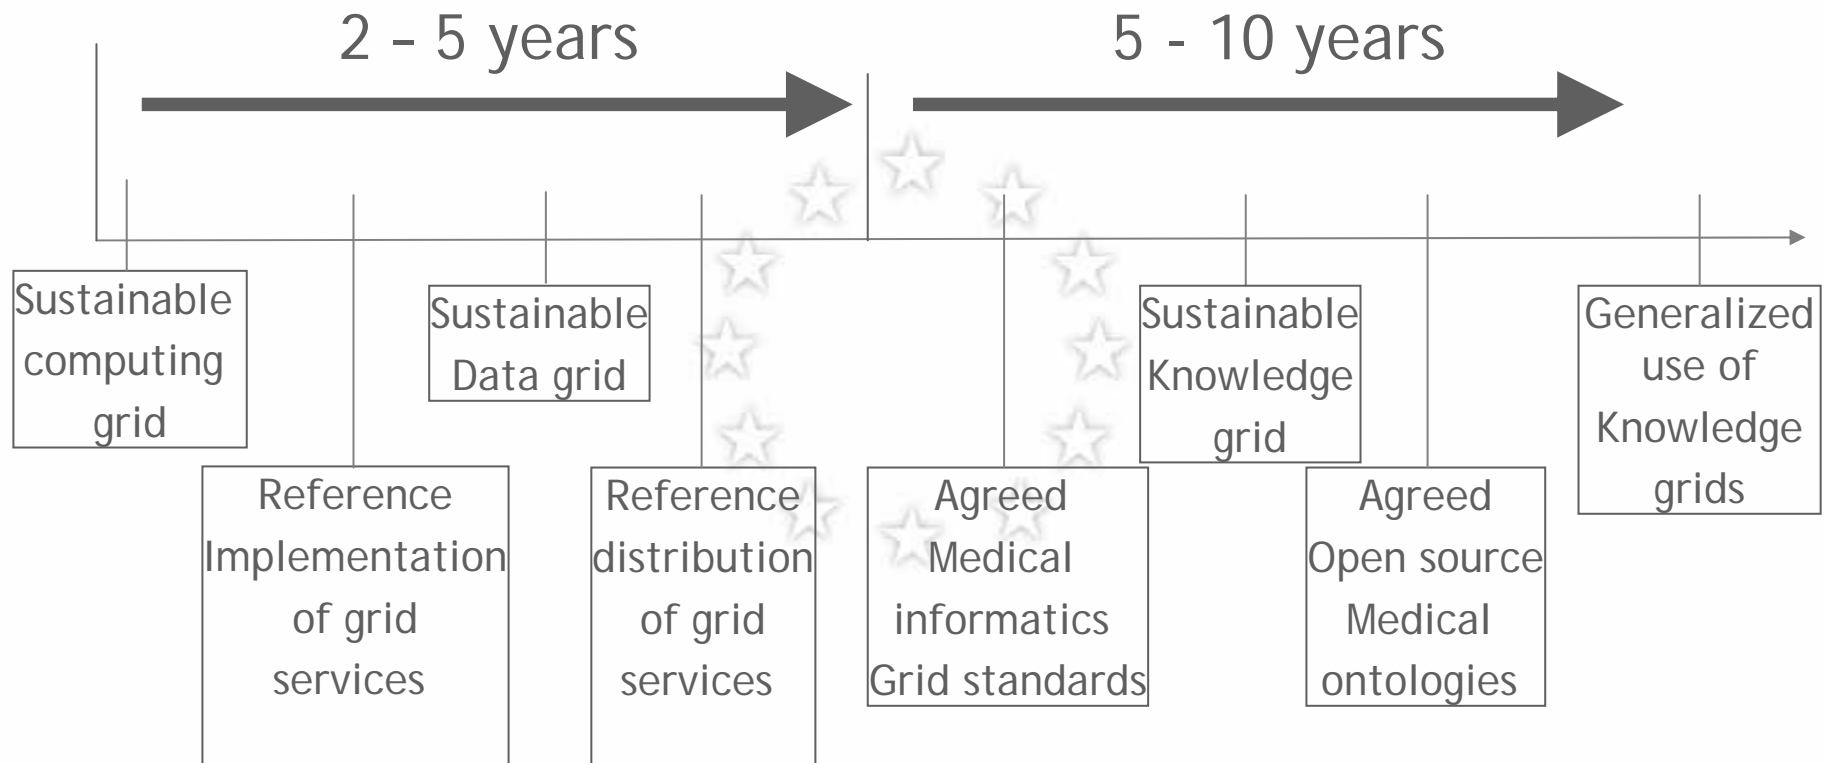 2 - 5 years
5 - 10 years
Sustainable
computing
grid
Reference
Implementation
of grid
services
Sustainable
Data grid
Reference
distribution
of grid
services
Agreed
Medical
informatics
Grid standards
Sustainable
Knowledge
grid
Agreed
Open source
Medical
ontologies
Generalized
use of
Knowledge
grids